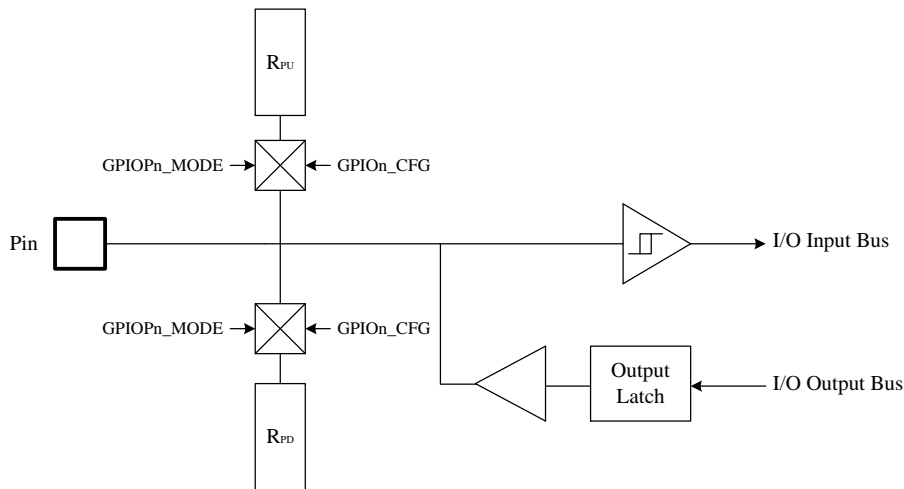 RPU
GPIOPn_MODE
GPIOn_CFG
Pin
I/O Input Bus
GPIOPn_MODE
GPIOn_CFG
Output
Latch
I/O Output Bus
RPD